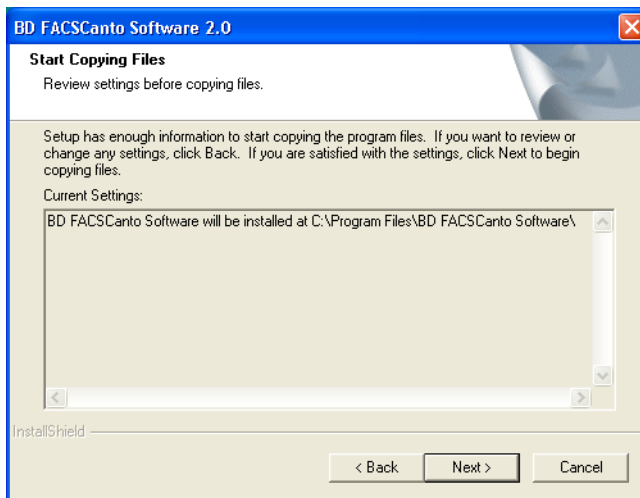 BD FACSCanto Software 2.0
Start Copying Files
Review settings before copying files.
Setup has enough information to start copying the program files. If you want to review or
change any settings, click Back. If you are satisfied with the settings, click Next to begin
copying files.
Current Settings:
BD FACSCanto Software will be installed at C:\Program Files\BD FACSCanto Software\
InstallShield
< Back Next > Cancel